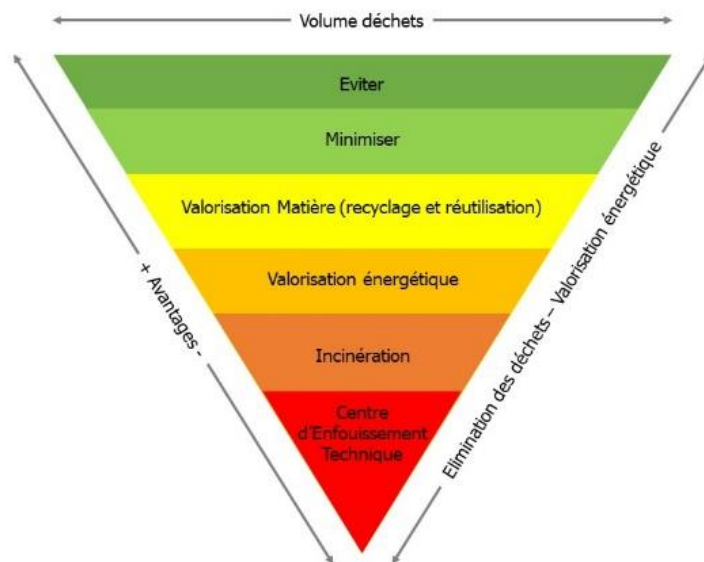 Volume déchets
Eviter
Minimiser
Valorisation Matière (recyclage et réutilisation)
Valorisation énergétique
Incinération
Centre
d'Enfouissement
Technique
+ Avantages -
Elimination des déchets – Valorisation énergétique